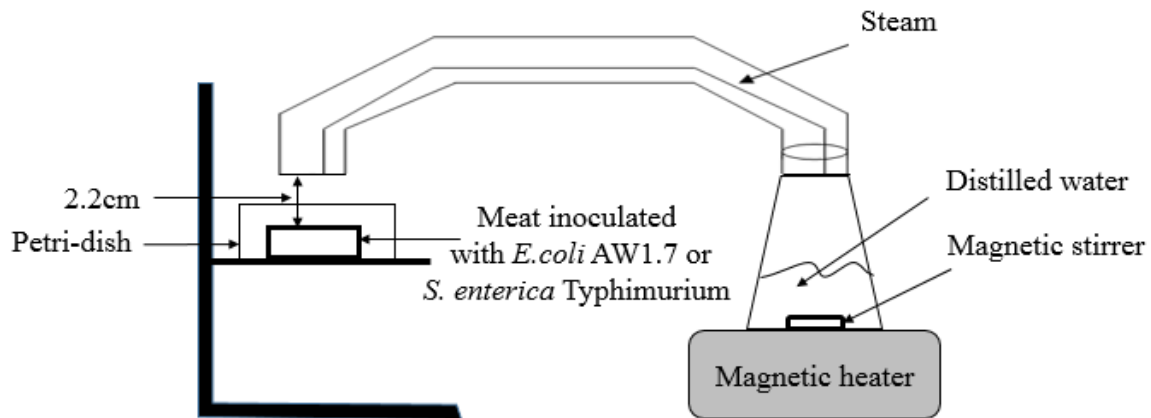 Steam
2.2cm
Petri-dish
Meat inoculated
with E.coli AW1.7 or
S. enterica Typhimurium
Distilled water
Magnetic stirrer
Magnetic heater